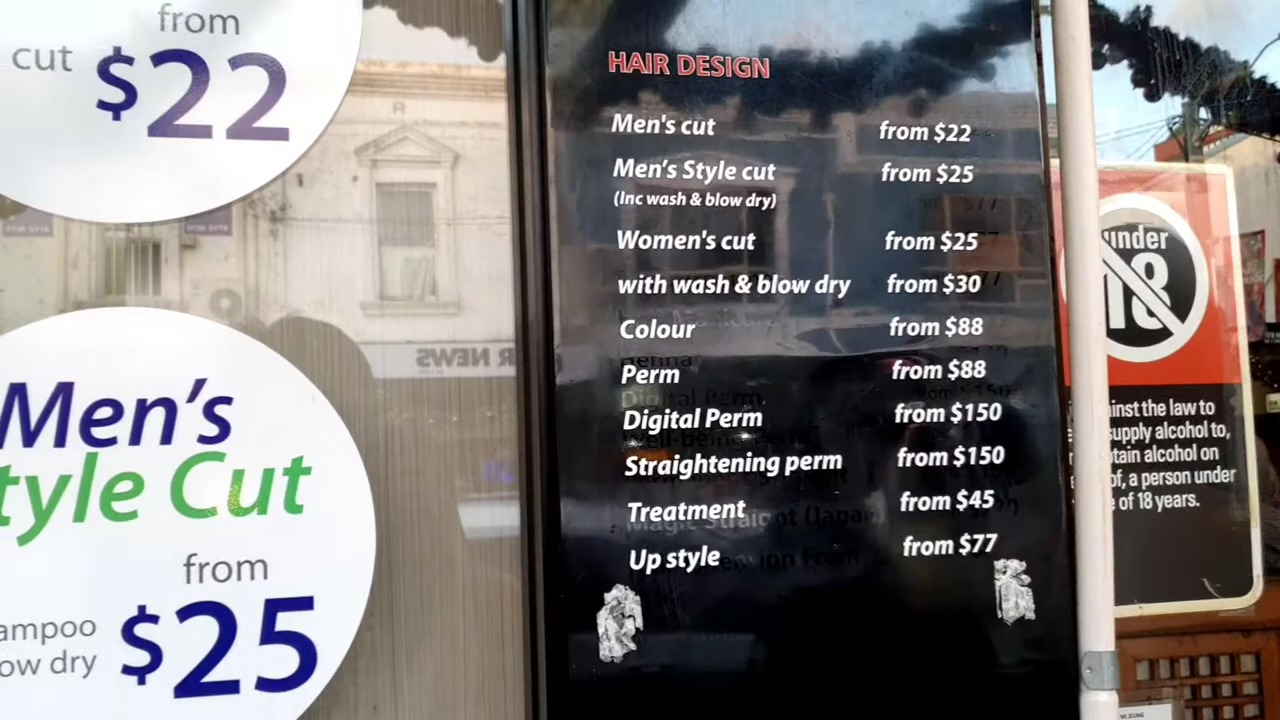 from
cut $22
Men's
tyle Cut
from
ampoo
ow dry
$25
HAIR DESIGN
Men's cut from $22
Men's Style cut from $25
(Inc wash & blow dry)
Women's cut from $25
with wash & blow dry from $30
Colour from $88
Perm from $88
Digital Perm from $150
Straightening perm from $150
Treatment from $45
Up style from $77
under
18
inst the law to
supply alcohol to,
tain alcohol on
of, a person under
e of 18 years.